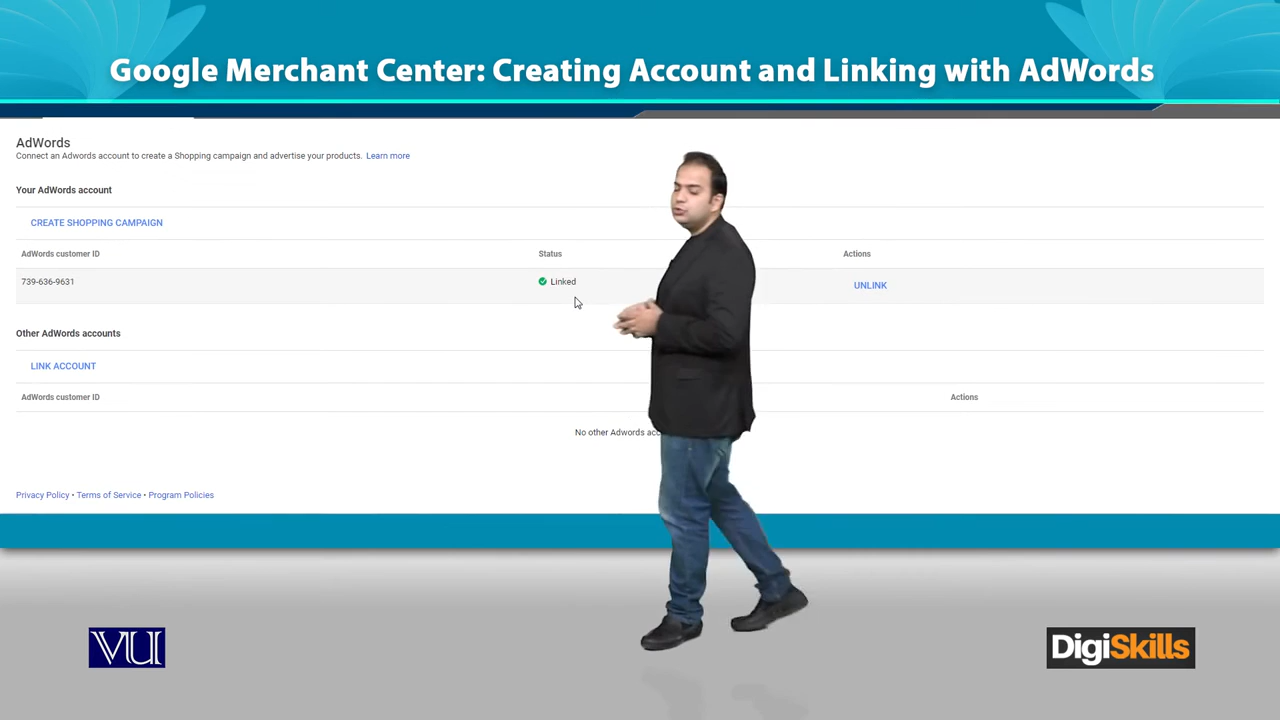 Google Merchant Center: Creating Account and Linking with AdWords
AdWords
Connect an Adwords account to create a Shopping campaign and advertise your products. Learn more
Your AdWords account
CREATE SHOPPING CAMPAIGN
AdWords customer ID Status Actions
739-636-9631 Linked UNLINK
Other AdWords accounts
LINK ACCOUNT
AdWords customer ID Actions
No other Adwords acc
Privacy Policy • Terms of Service • Program Policies
VU DigiSkills